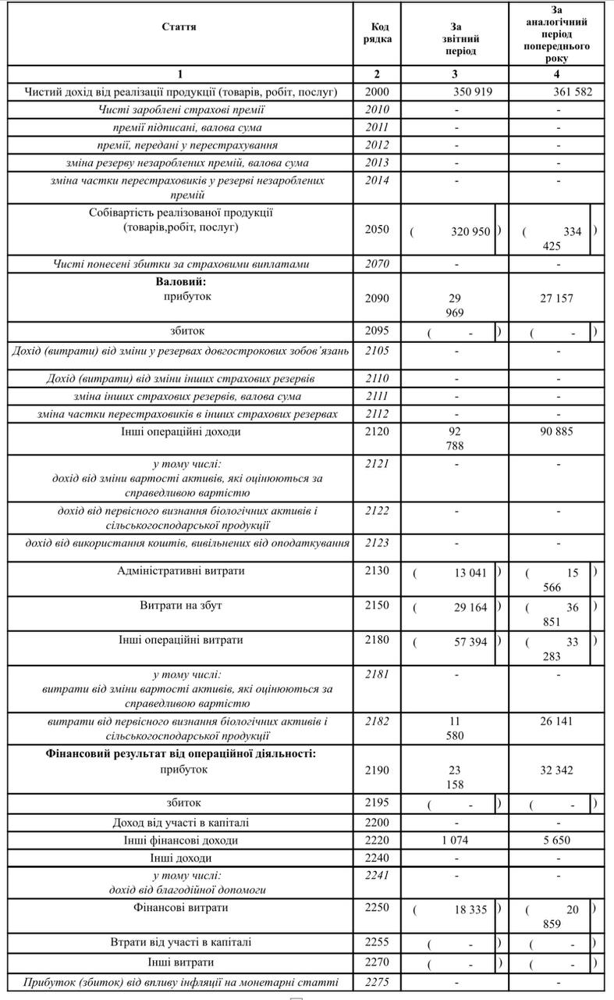 Стаття Код рядка За звітний період За аналогічний період попереднього року
1 2 3 4
Чистий дохід від реалізації продукції (товарів, робіт, послуг) 2000 350 919 361 582
Чисті зароблені страхові премії 2010 - -
премії підписані, валова сума 2011 - -
премії, передані у перестрахування 2012 - -
зміна резерву незароблених премій, валова сума 2013 - -
зміна частки перестраховиків у резерві незароблених 2014 - -
премій
Собівартість реалізованої продукції
(товарів,робіт, послуг) 2050 ( 320 950 ) ( 334 )
425
Чисті понесені збитки за страховими виплатами 2070 - -
Валовий:
прибуток 2090 29 27 157
969
збиток 2095 ( - ) ( - )
Дохід (витрати) від зміни у резервах довгострокових зобов’язань 2105 - -
Дохід (витрати) від зміни інших страхових резервів 2110 - -
зміна інших страхових резервів, валова сума 2111 - -
зміна частки перестраховиків в інших страхових резервах 2112 - -
Інші операційні доходи 2120 92 90 885
788
у тому числі: 2121 - -
дохід від зміни вартості активів, які оцінюються за
справедливою вартістю
дохід від первісного визнання біологічних активів і 2122 - -
сільськогосподарської продукції
дохід від використання коштів, вивільнених від оподаткування 2123 - -
Адміністративні витрати 2130 ( 13 041 ) ( 15 )
566
Витрати на збут 2150 ( 29 164 ) ( 36 )
851
Інші операційні витрати 2180 ( 57 394 ) ( 33 )
283
у тому числі: 2181 - -
витрати від зміни вартості активів, які оцінюються за
справедливою вартістю
витрати від первісного визнання біологічних активів і 2182 11 26 141
сільськогосподарської продукції 580
Фінансовий результат від операційної діяльності:
прибуток 2190 23 32 342
158
збиток 2195 ( - ) ( - )
Доход від участі в капіталі 2200 - -
Інші фінансові доходи 2220 1 074 5 650
Інші доходи 2240 - -
у тому числі: 2241 - -
дохід від благодійної допомоги
Фінансові витрати 2250 ( 18 335 ) ( 20 )
859
Втрати від участі в капіталі 2255 ( - ) ( - )
Інші витрати 2270 ( - ) ( - )
Прибуток (збиток) від впливу інфляції на монетарні статті 2275 - -